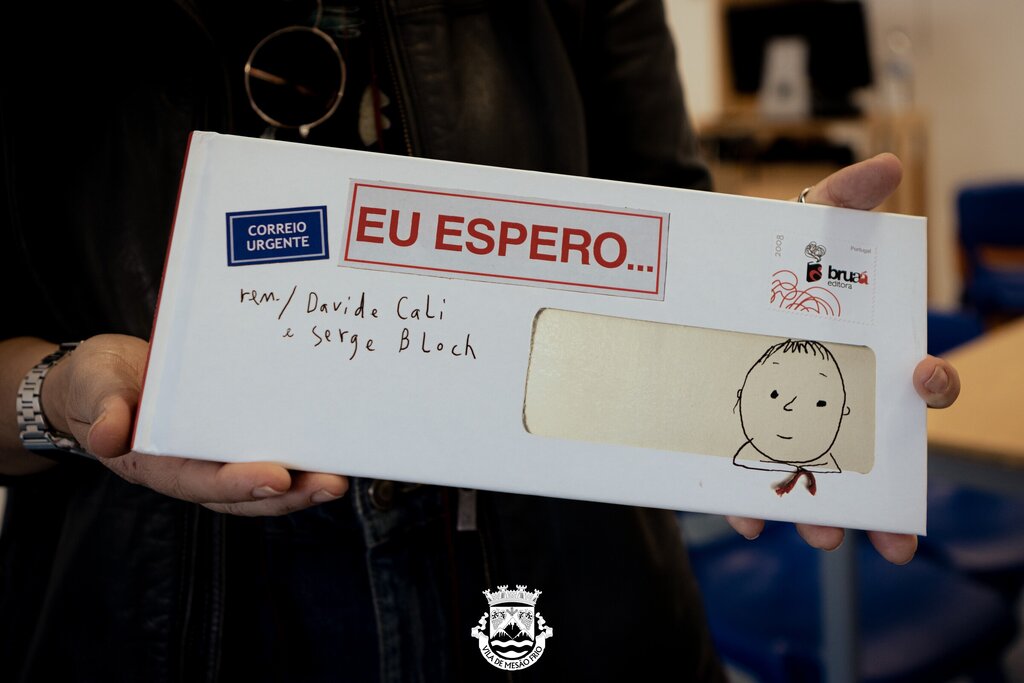 CORREIO
URGENTE
EU ESPERO...
rem./ Davide Cali
e Serge Bloch
2008
Portugal
bruaá
editora
VILA DE MESÃO FRIO